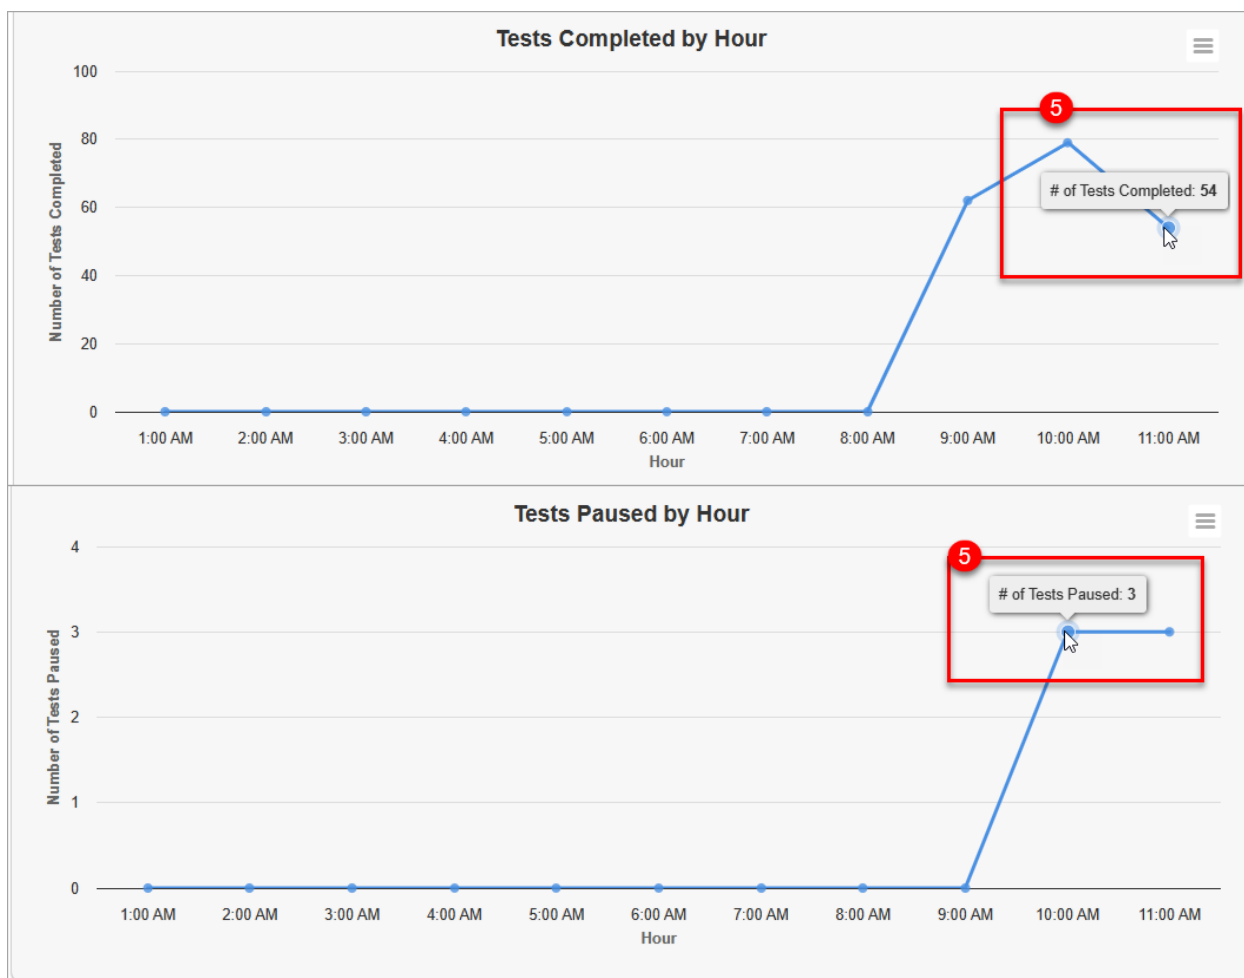 Tests Completed by Hour
100
80
60
40
20
0
Number of Tests Completed
5
# of Tests Completed: 54
1:00 AM 2:00 AM 3:00 AM 4:00 AM 5:00 AM 6:00 AM 7:00 AM 8:00 AM 9:00 AM 10:00 AM 11:00 AM
Hour
Tests Paused by Hour
4
3
2
1
0
Number of Tests Paused
5
# of Tests Paused: 3
1:00 AM 2:00 AM 3:00 AM 4:00 AM 5:00 AM 6:00 AM 7:00 AM 8:00 AM 9:00 AM 10:00 AM 11:00 AM
Hour